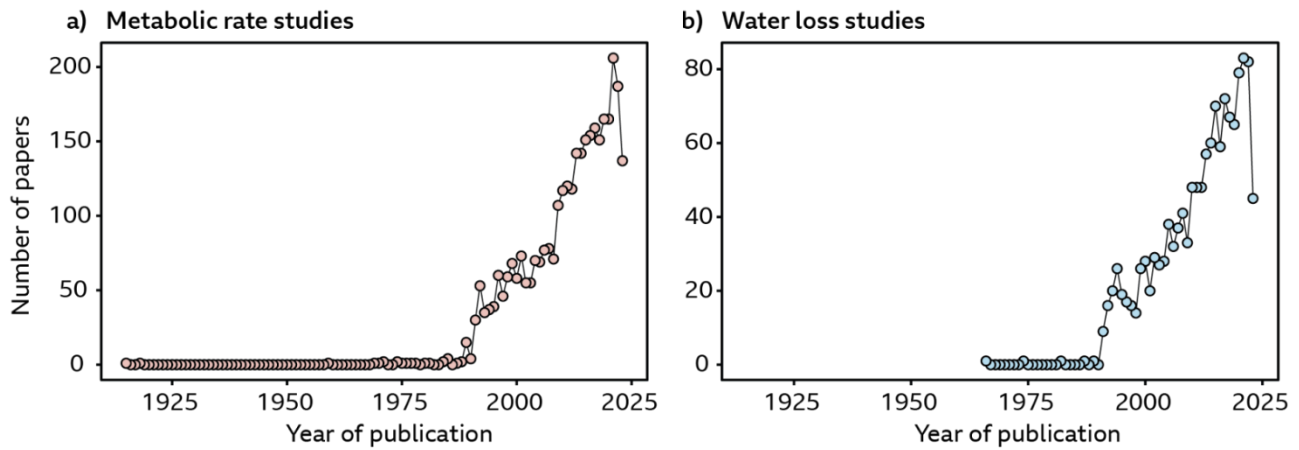 a) Metabolic rate studies
Number of papers
200
150
100
50
0
1925 1950 1975 2000 2025
Year of publication
b) Water loss studies
80
60
40
20
0
1925 1950 1975 2000 2025
Year of publication